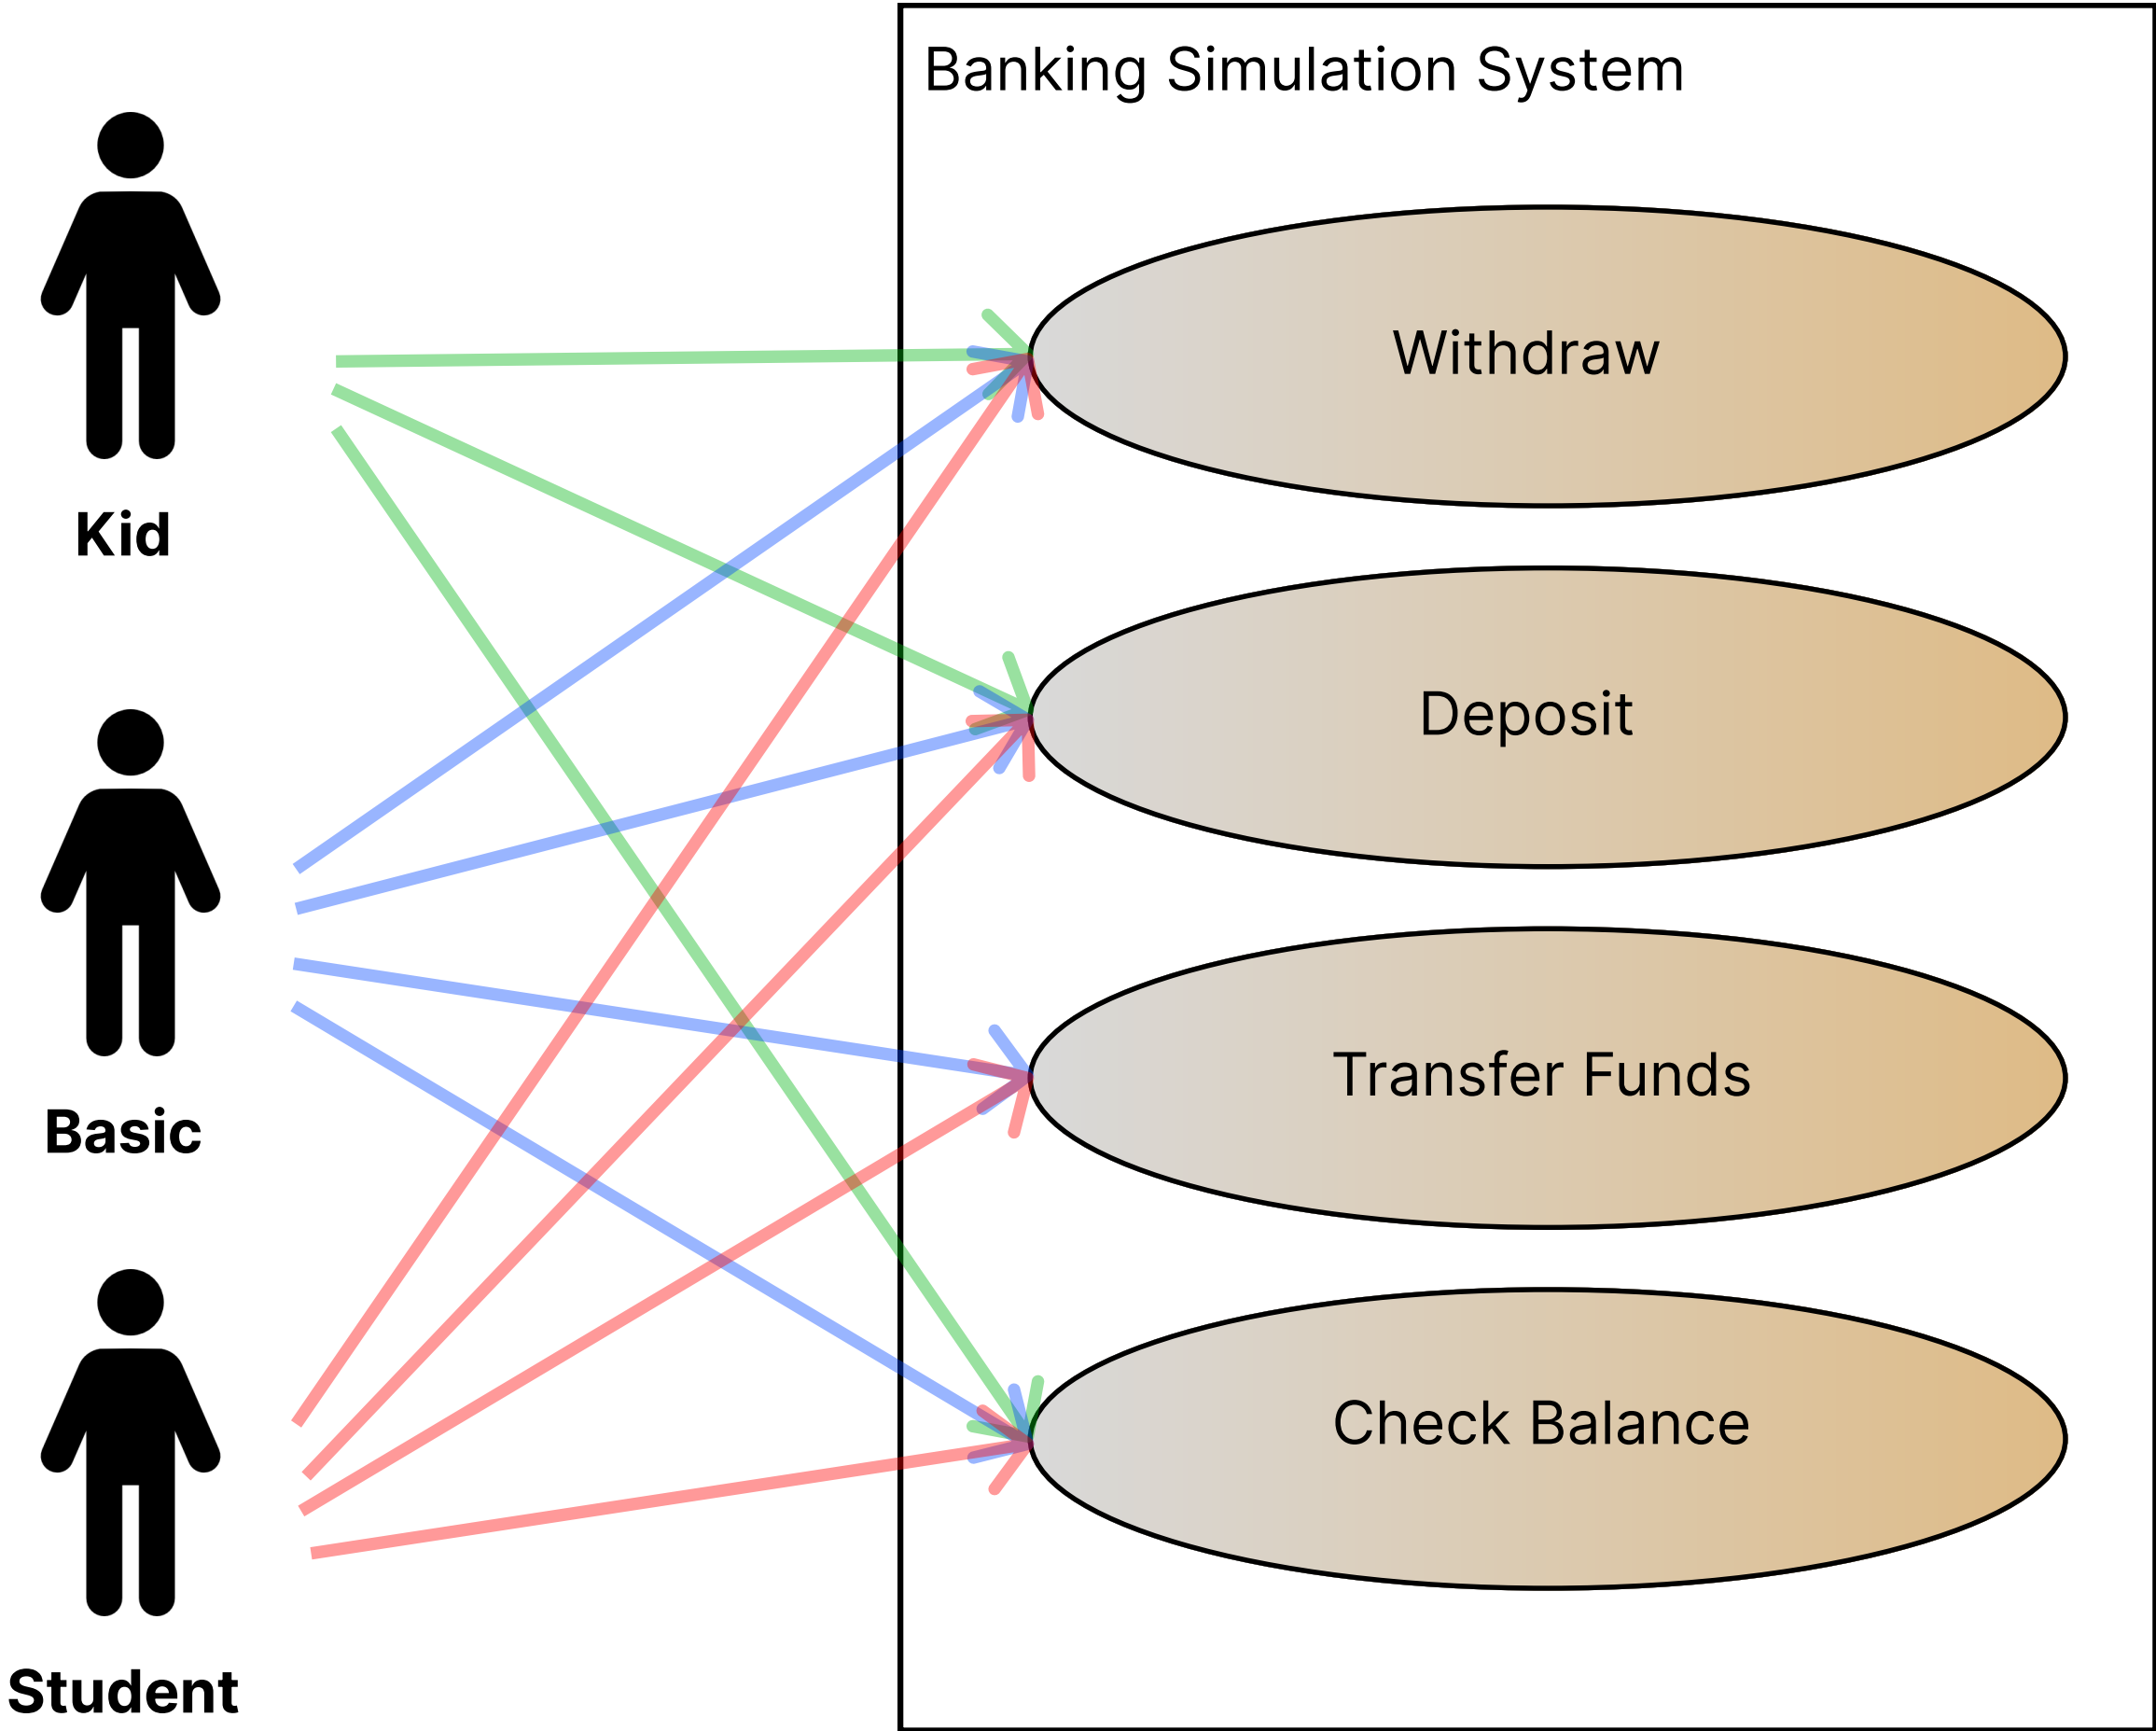 Banking Simulation System
Withdraw
Kid
Deposit
Transfer Funds
Basic
Check Balance
Student